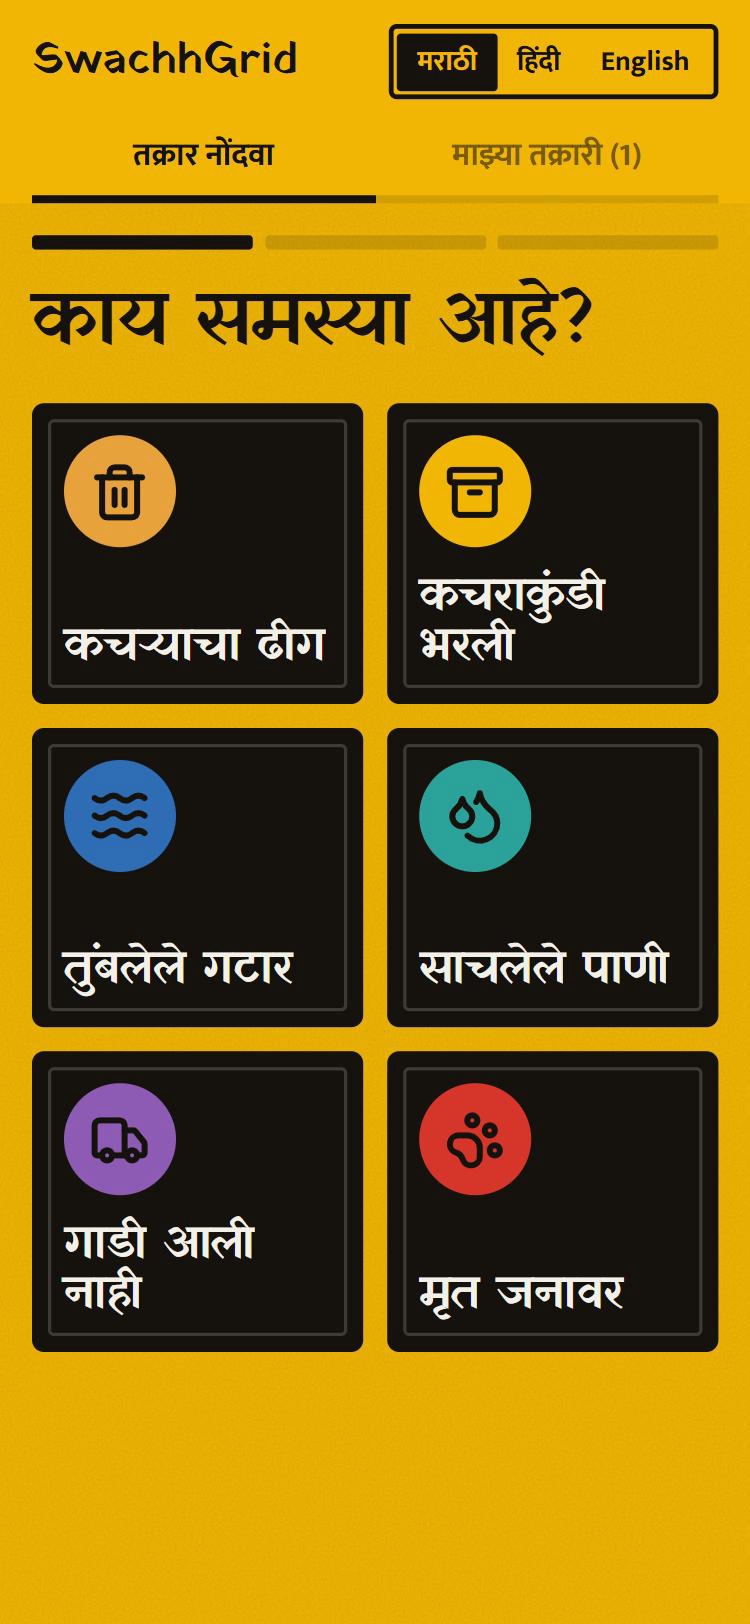 SwachhGrid
मराठी हिंदी English
तक्रार नोंदवा
माझ्या तक्रारी (1)
काय समस्या आहे?
कचऱ्याचा ढीग
कचराकुंडी
भरली
तुंबलेले गटार
साचलेले पाणी
गाडी आली
नाही
मृत जनावर